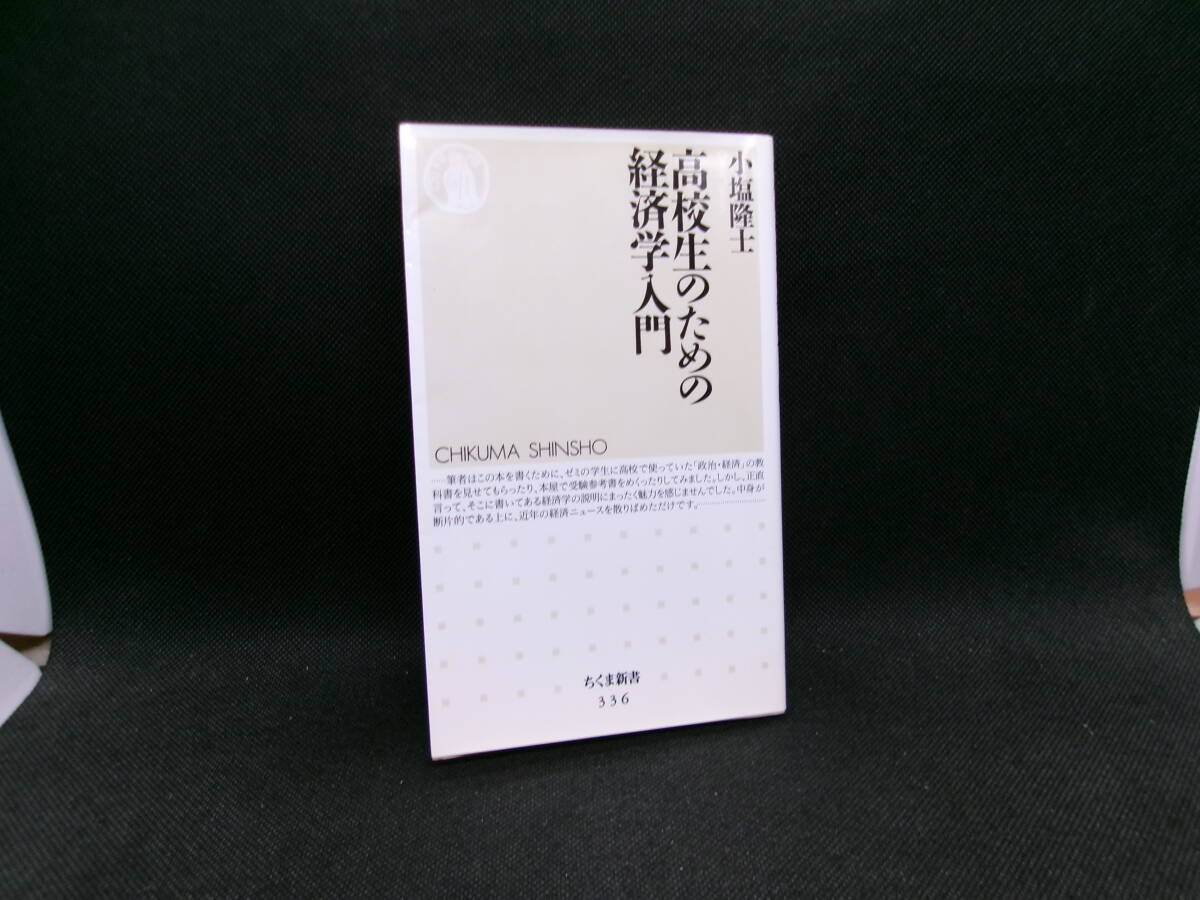 小塩隆士
高校生のための
経済学入門
CHIKUMA SHINSHO
……筆者はこの本を書くために、ゼミの学生に高校で使っていた「政治・経済」の教
科書を見せてもらったり、本屋で受験参考書をめくったりしてみました。しかし、正直
言って、そこに書いてある経済学の説明にまったく魅力を感じませんでした。中身が
断片的である上に、近年の経済ニュースを散りばめただけです。…………
ちくま新書
336